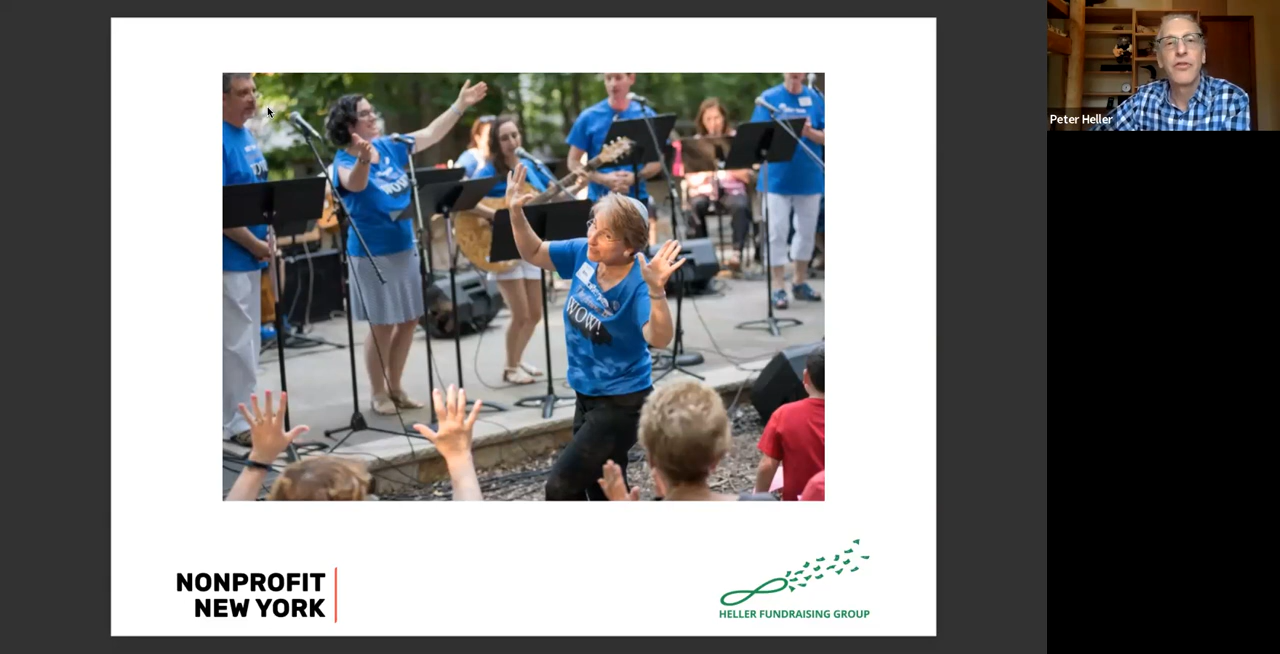 Peter Heller
WOW!
NONPROFIT
NEW YORK
HELLER FUNDRAISING GROUP